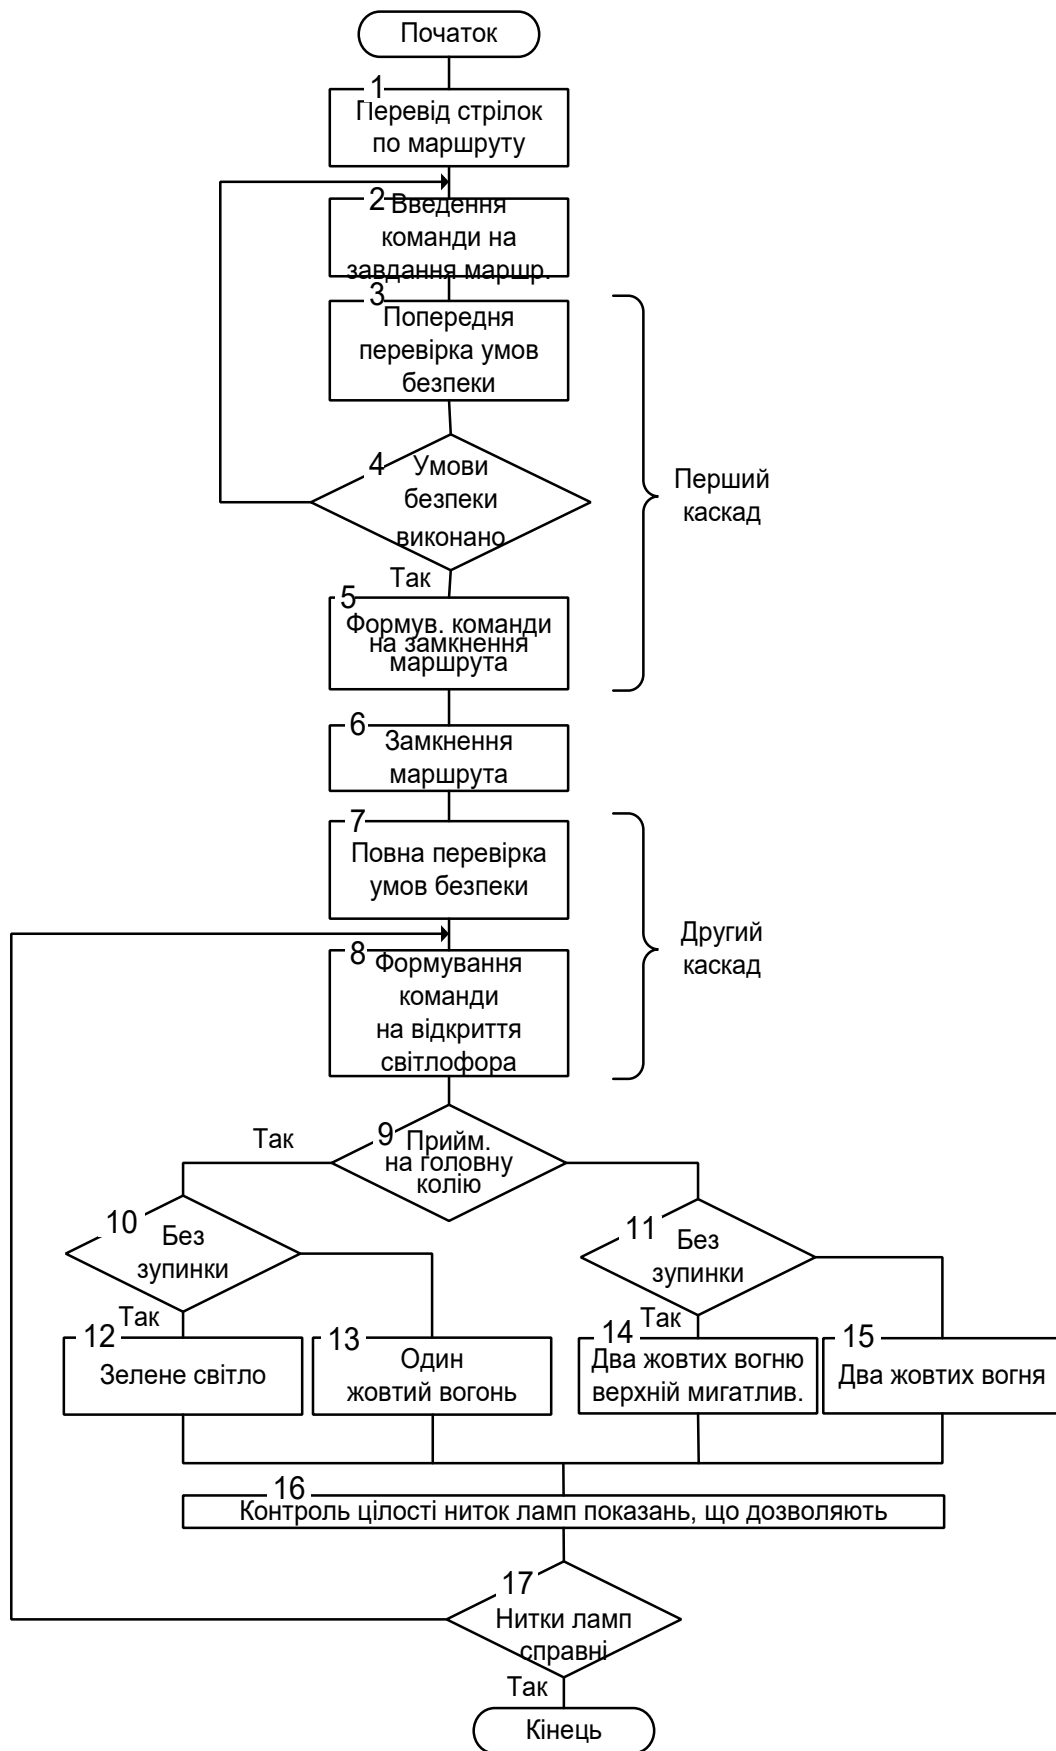 Початок
1
Перевід стрілок
по маршруту
2
Введення
команди на
завдання маршр.
3
Попередня
перевірка умов
безпеки
4
Умови
безпеки
виконано
Перший
каскад
Так
5
Формув. команди
на замкнення
маршрута
6
Замкнення
маршрута
7
Повна перевірка
умов безпеки
Другий
каскад
8
Формування
команди
на відкриття
світлофора
9
Прийм.
на головну
колію
Так
10
Без
зупинки
11
Без
зупинки
Так
Так
12
Зелене світло
13
Один
жовтий вогонь
14
Два жовтих вогню
верхній мигатлив.
15
Два жовтих вогня
16
Контроль цілості ниток ламп показань, що дозволяють
17
Нитки ламп
справні
Так
Кінець